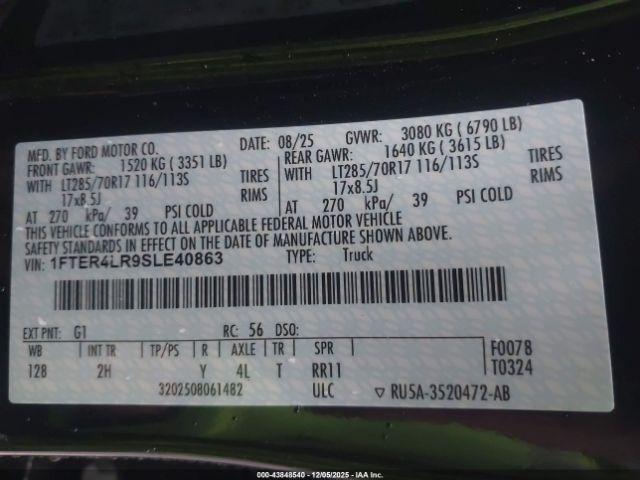 MFD. BY FORD MOTOR CO. DATE: 08/25 GVWR: 3080 KG ( 6790 LB)
FRONT GAWR: 1520 KG ( 3351 LB) REAR GAWR: 1640 KG ( 3615 LB)
WITH LT285/70R17 116/113S TIRES WITH LT285/70R17 116/113S TIRES
17x8.5J RIMS 17x8.5J RIMS
AT 270 kPa/ 39 PSI COLD AT 270 kPa/ 39 PSI COLD
THIS VEHICLE CONFORMS TO ALL APPLICABLE FEDERAL MOTOR VEHICLE
SAFETY STANDARDS IN EFFECT ON THE DATE OF MANUFACTURE SHOWN ABOVE.
VIN: 1FTER4LR9SLE40863 TYPE: Truck
EXT PNT: G1 RC: 56 DSO:
WB INT TR TP/PS R AXLE TR SPR F0078
128 2H Y 4L T RR11 T0324
3202508061482 ULC ▽ RU5A-3520472-AB
000-43848540 — 12/05/2025 — IAA Inc.